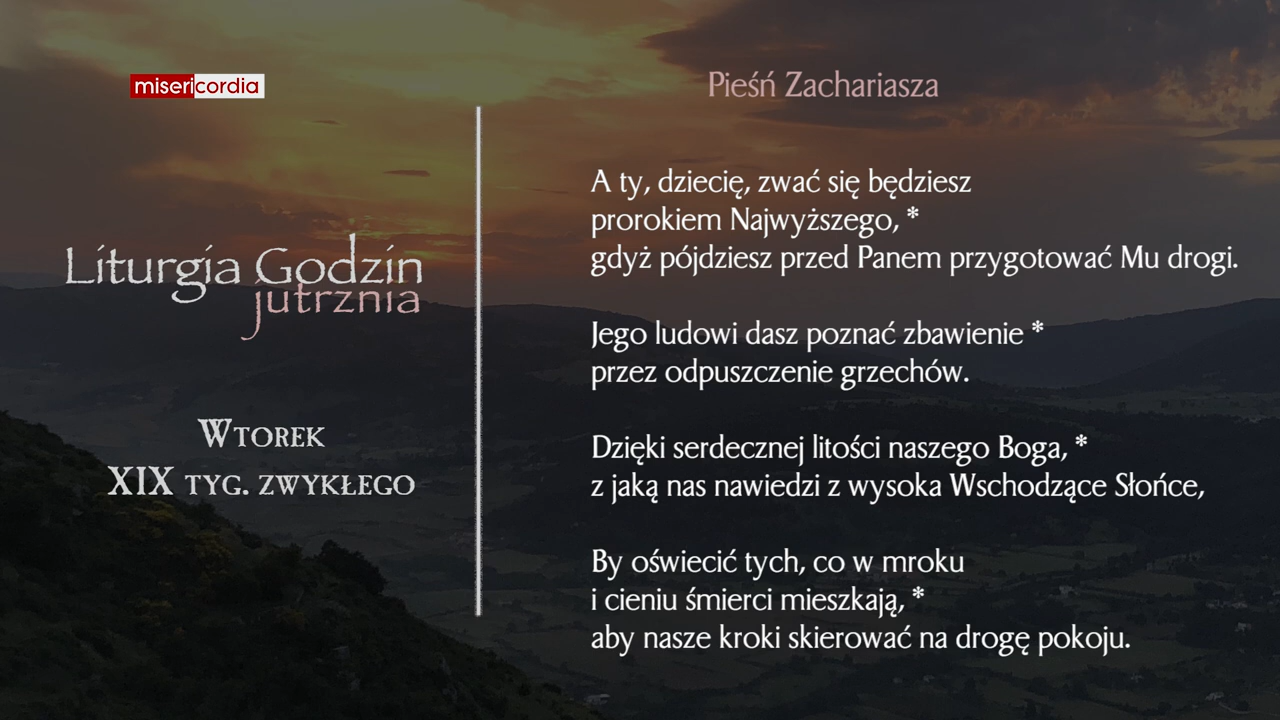 misericordia
Liturgia Godzin
jutrznia
Wtorek
XIX tyg. zwykłego
Pieśń Zachariasza
A ty, dziecię, zwać się będziesz
prorokiem Najwyższego, *
gdyż pójdziesz przed Panem przygotować Mu drogi.
Jego ludowi dasz poznać zbawienie *
przez odpuszczenie grzechów.
Dzięki serdecznej litości naszego Boga, *
z jaką nas nawiedzi z wysoka Wschodzące Słońce,
By oświecić tych, co w mroku
i cieniu śmierci mieszkają, *
aby nasze kroki skierować na drogę pokoju.